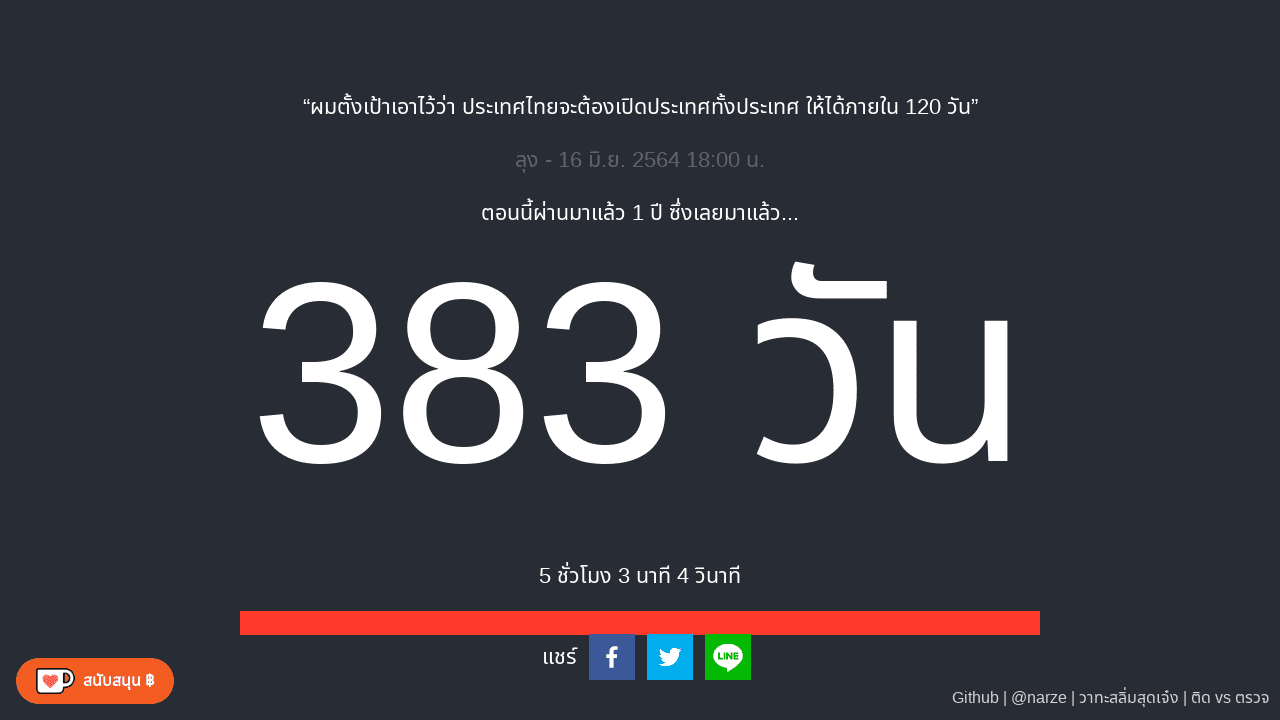 “ผมตั้งเป้าเอาไว้ว่า ประเทศไทยจะต้องเปิดประเทศทั้งประเทศ ให้ได้ภายใน 120 วัน”
ลุง - 16 มิ.ย. 2564 18:00 น.
ตอนนี้ผ่านมาแล้ว 1 ปี ซึ่งเลยมาแล้ว...
383 วัน
5 ชั่วโมง 3 นาที 4 วินาที
แชร์
LINE
สนับสนุน ฿
Github | @narze | วาทะสลิ่มสุดเจ๋ง | ติด vs ตรวจ